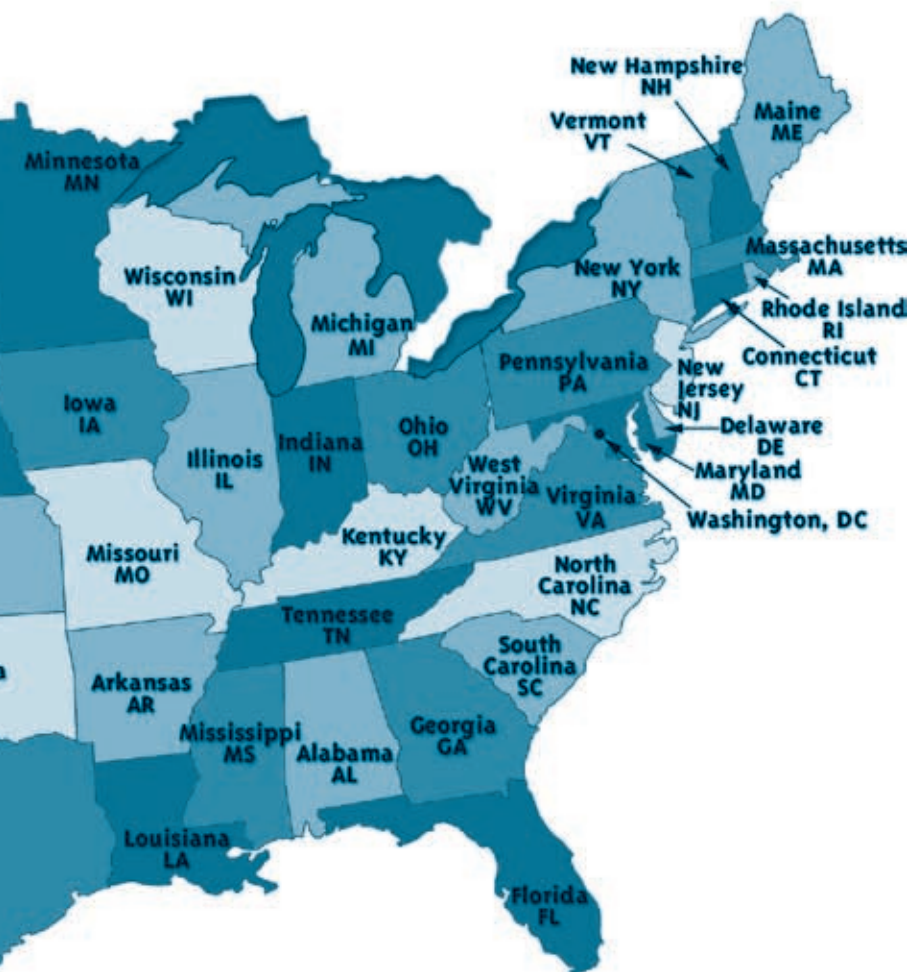 New Hampshire
NH
Vermont
VT
Maine
ME
Minnesota
MN
Massachusetts
MA
Wisconsin
WI
New York
NY
Rhode Island
RI
Michigan
MI
Connecticut
CT
Pennsylvania
PA
New
Jersey
NJ
Iowa
IA
Ohio
OH
Indiana
IN
Illinois
IL
Delaware
DE
West
Virginia
WV
Maryland
MD
Virginia
VA
Washington, DC
Kentucky
KY
Missouri
MO
North
Carolina
NC
Tennessee
TN
South
Carolina
SC
a
Arkansas
AR
Mississippi
MS
Alabama
AL
Georgia
GA
Louisiana
LA
Florida
FL